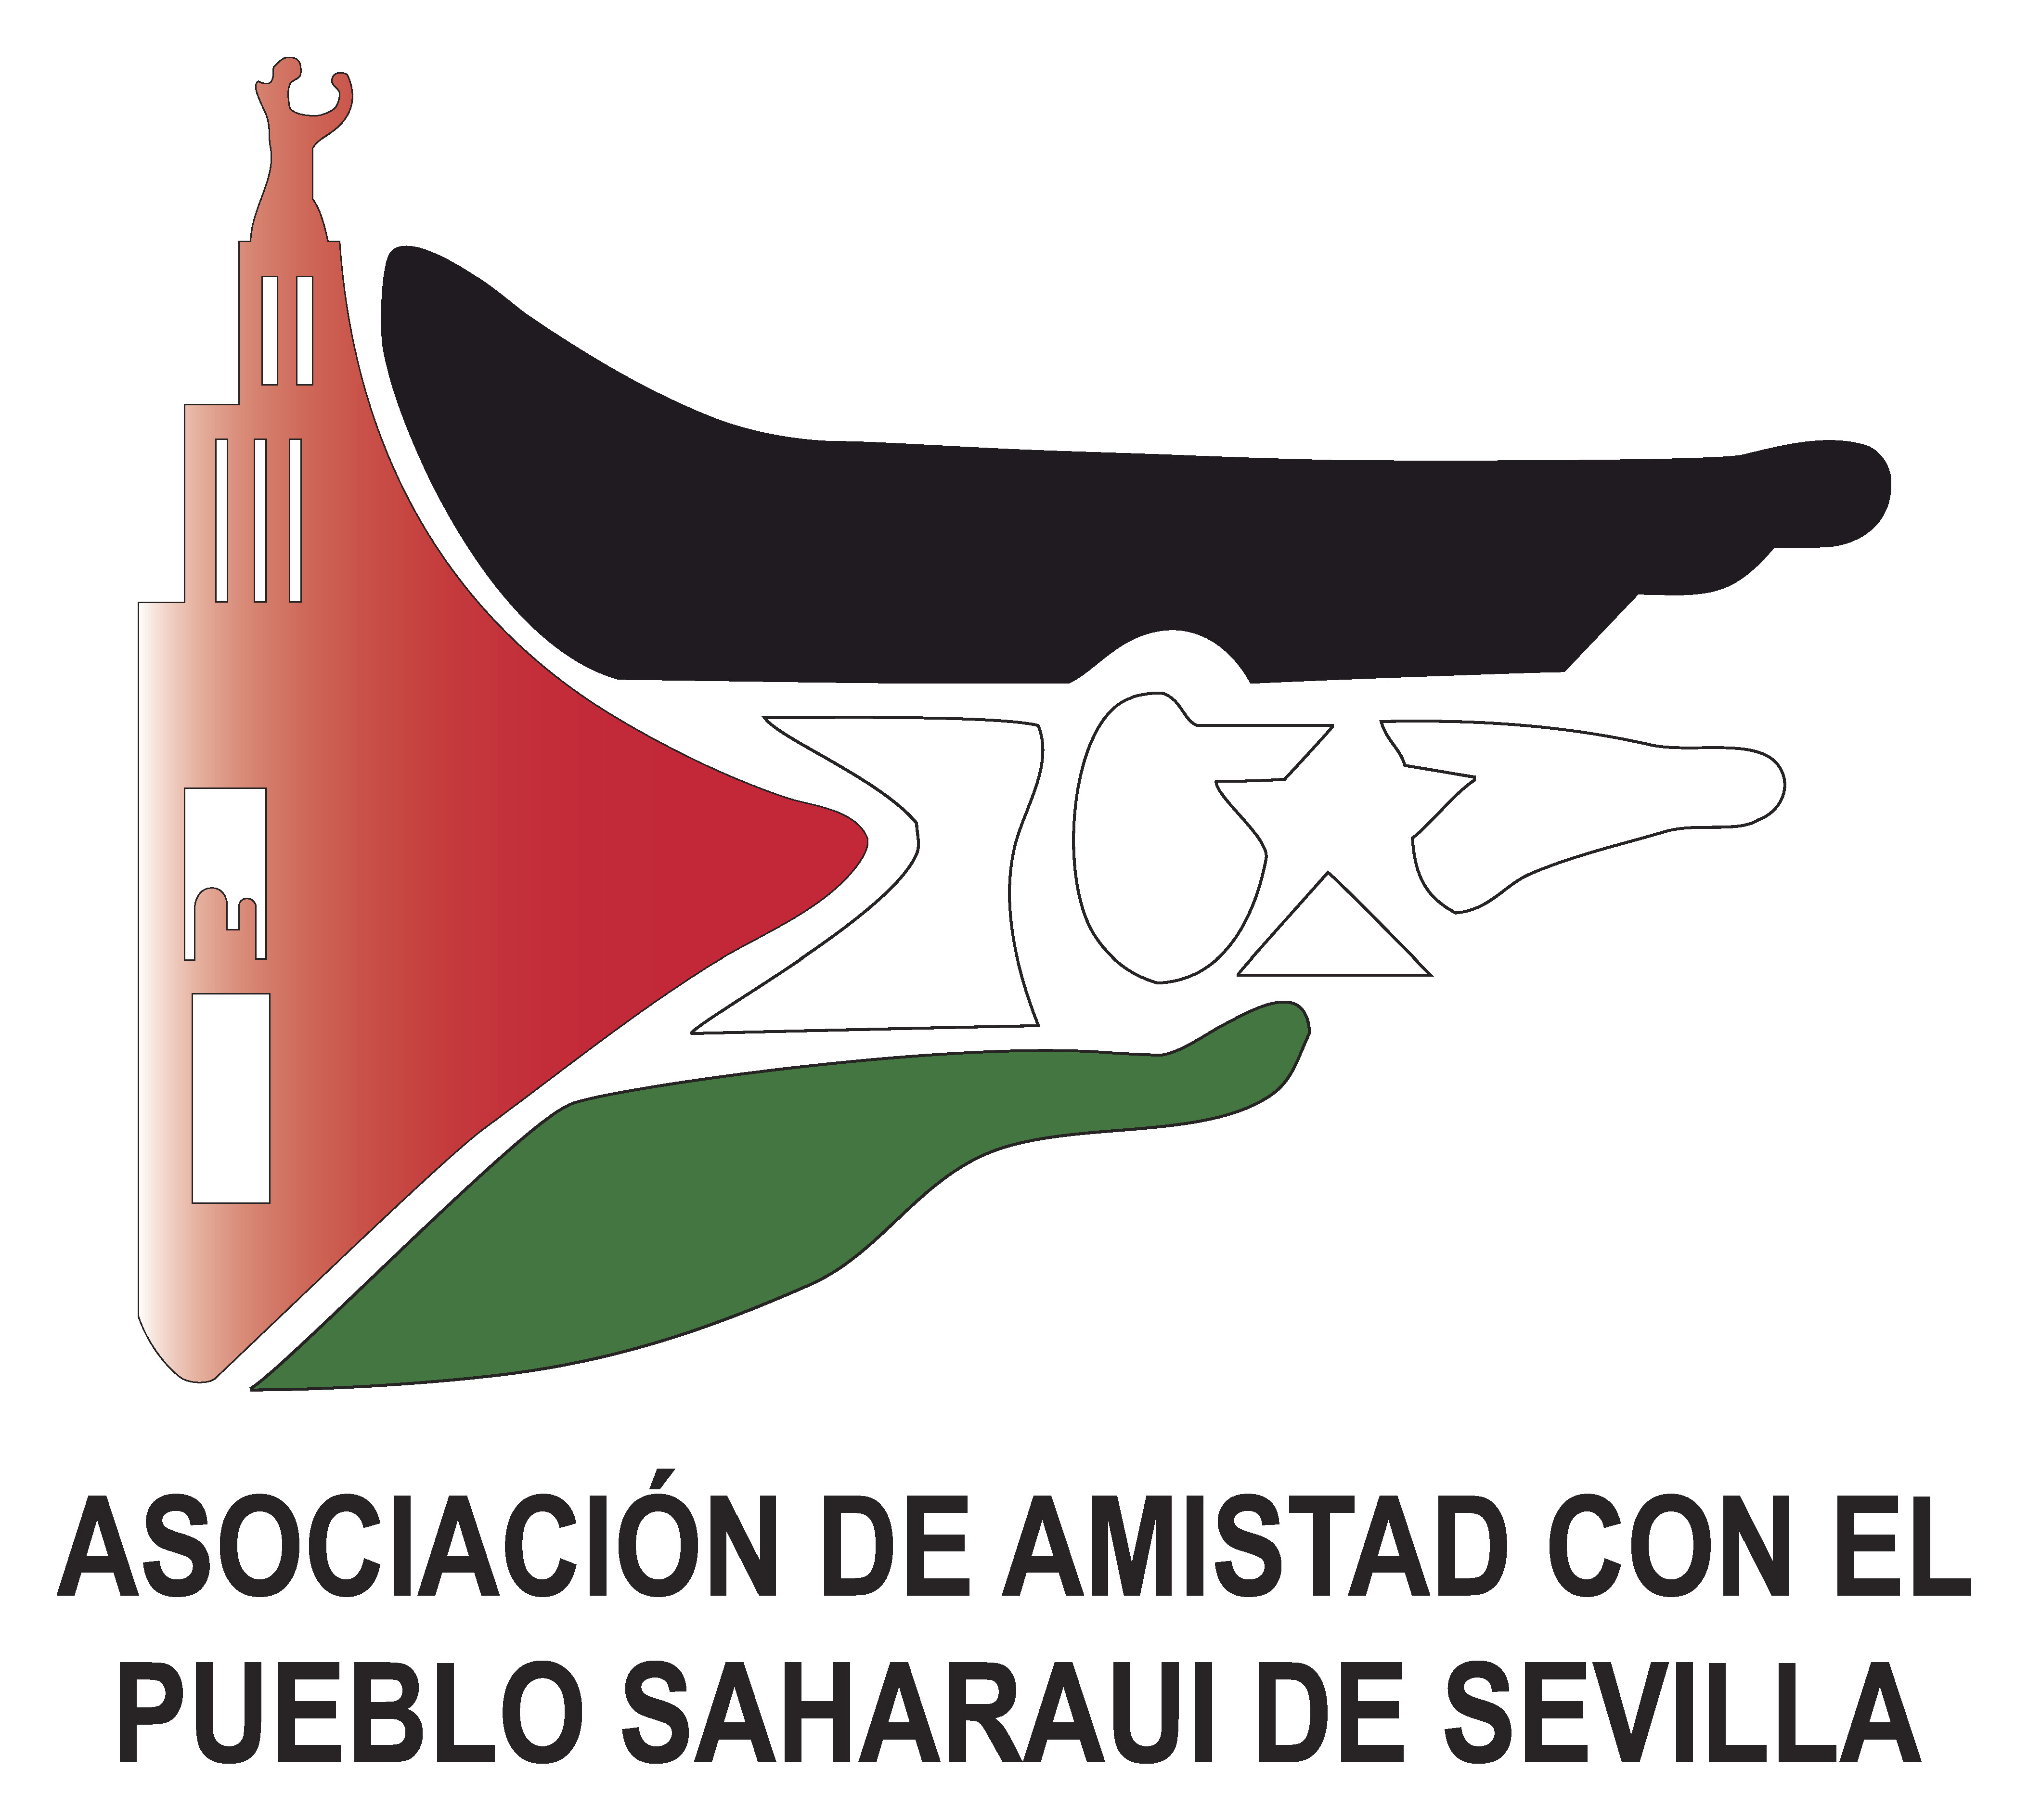 ASOCIACIÓN DE AMISTAD CON EL
PUEBLO SAHARAUI DE SEVILLA